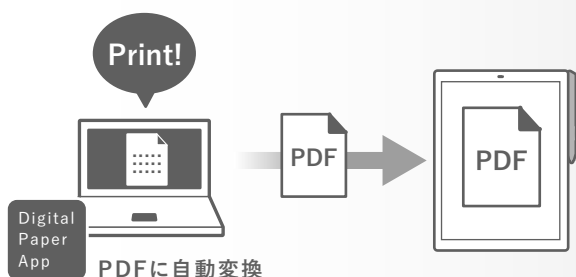 Print!
PDF
PDF
Digital
Paper
App
PDFに自動変換